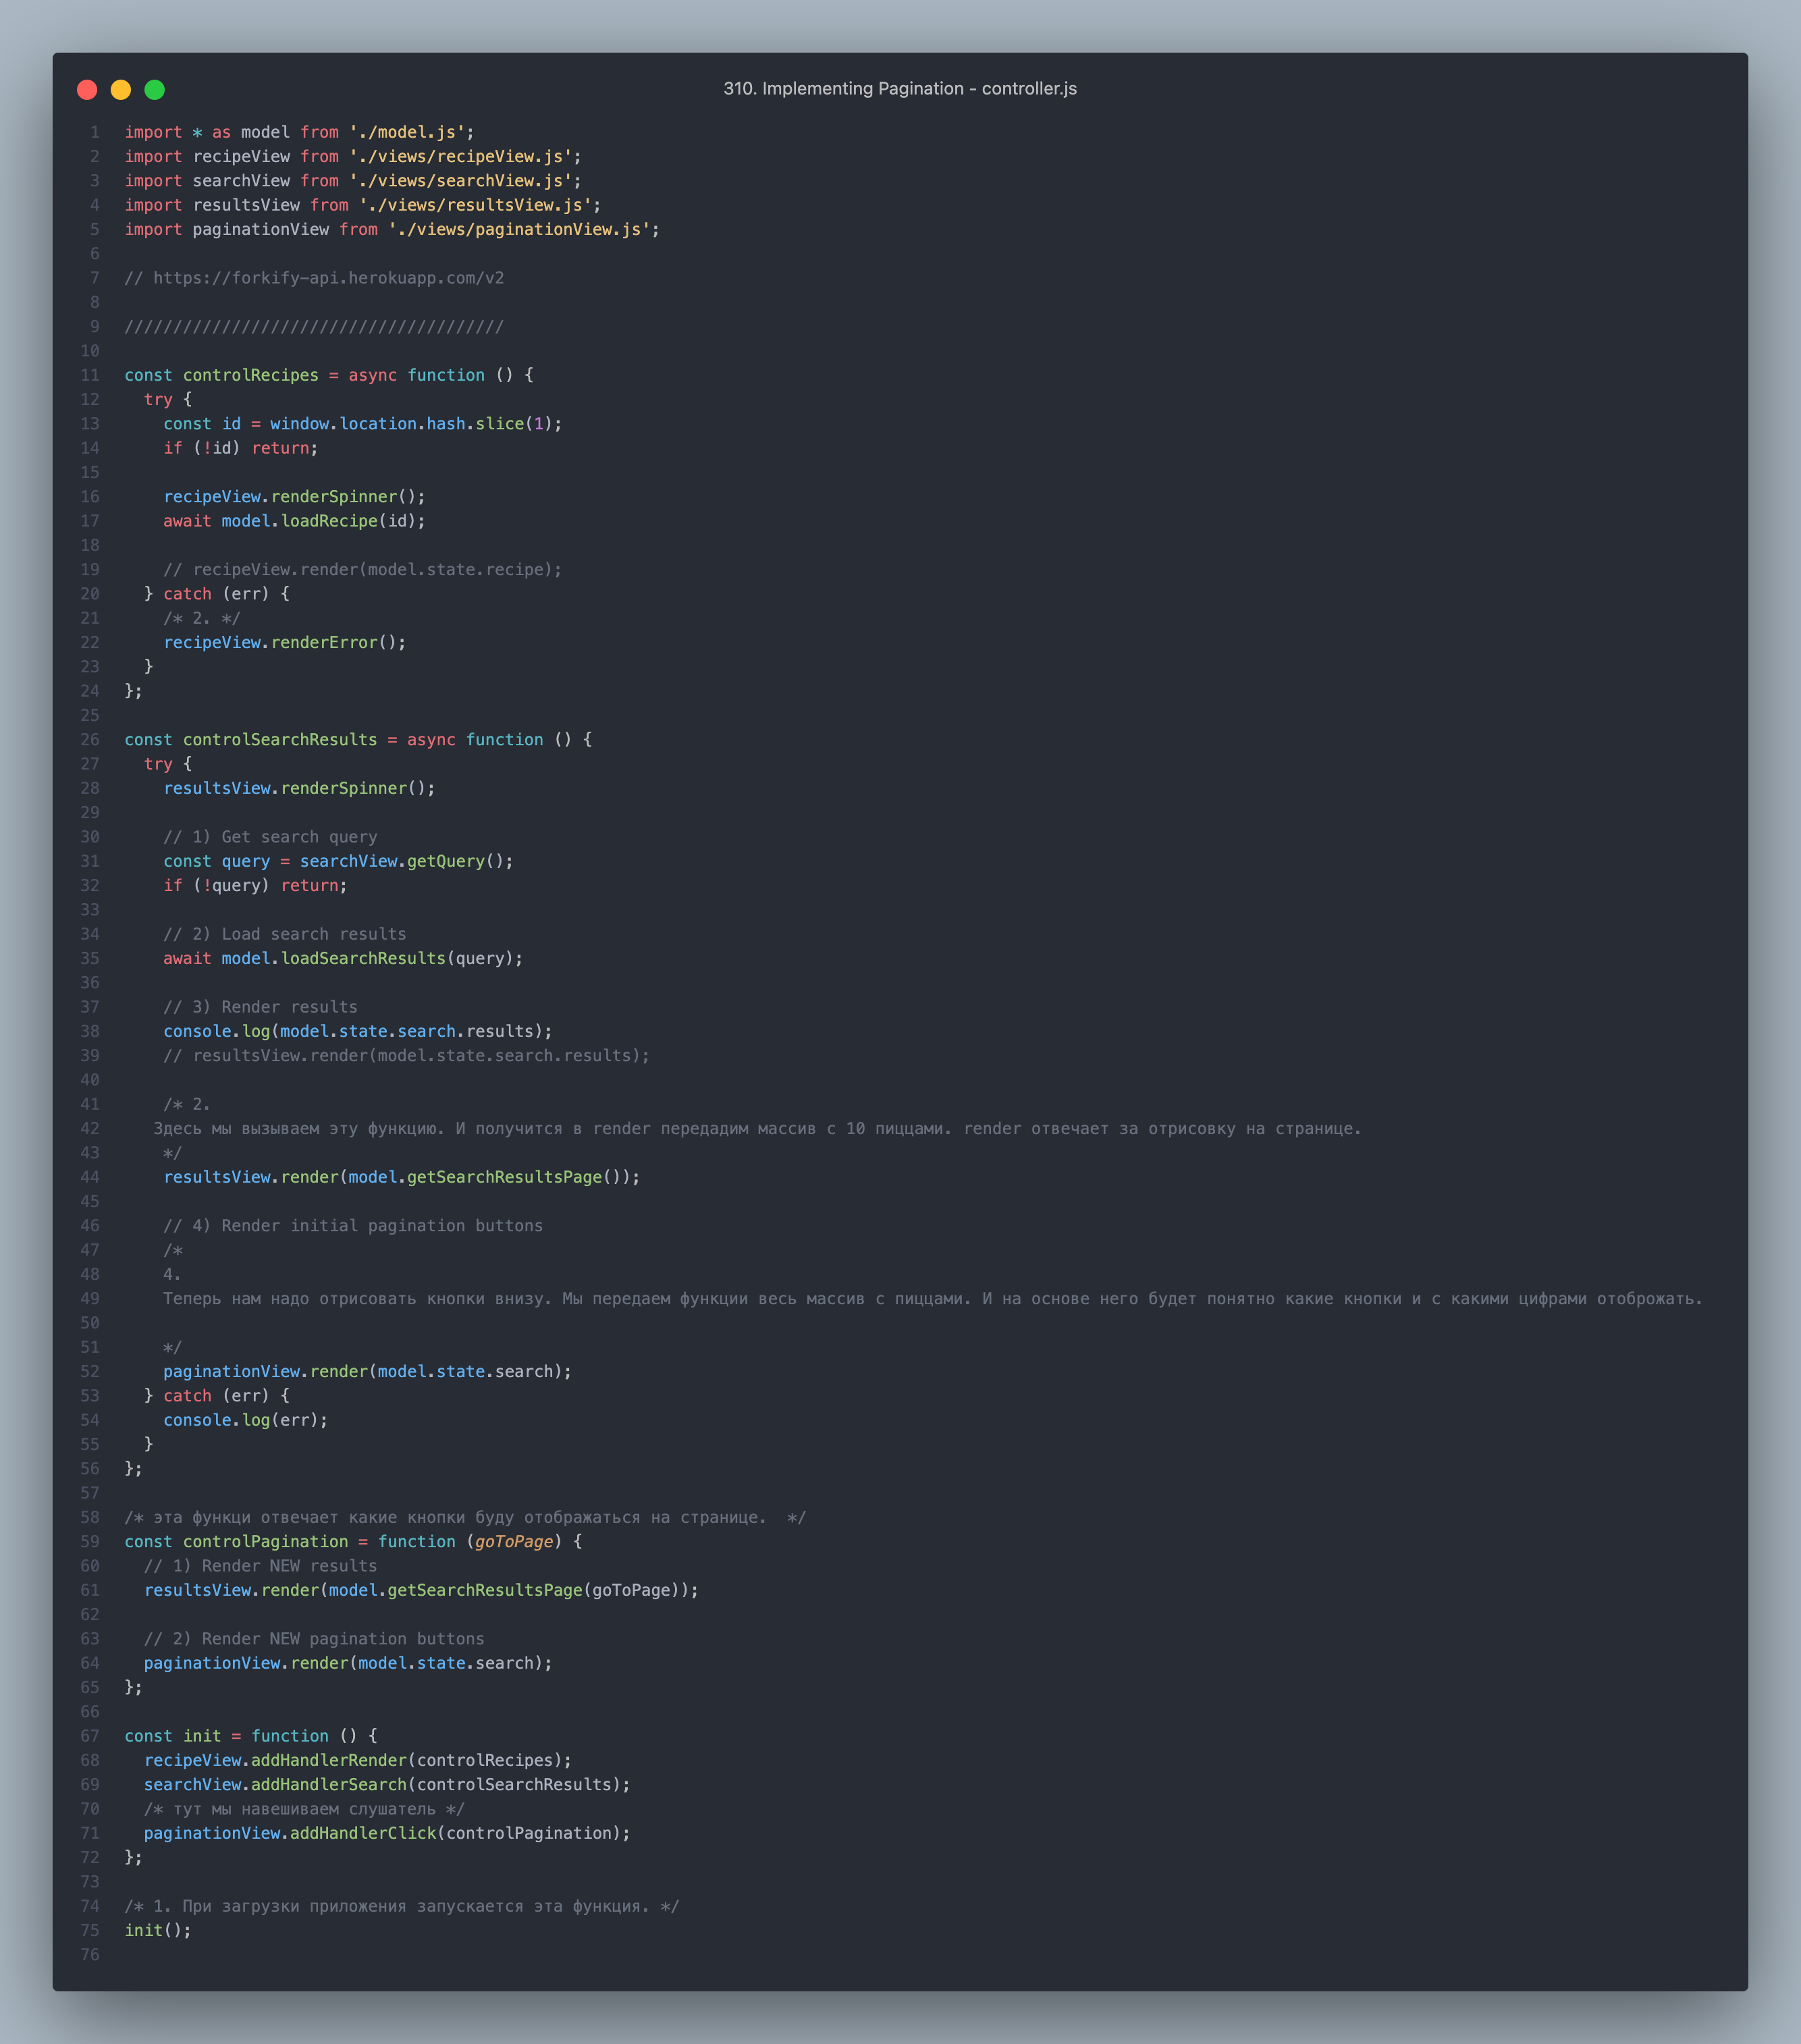 310. Implementing Pagination - controller.js
1 import * as model from './model.js';
2 import recipeView from './views/recipeView.js';
3 import searchView from './views/searchView.js';
4 import resultsView from './views/resultsView.js';
5 import paginationView from './views/paginationView.js';
6
7 // https://forkify-api.herokuapp.com/v2
8
9 ///////////////////////////////////////
10
11 const controlRecipes = async function () {
12   try {
13     const id = window.location.hash.slice(1);
14     if (!id) return;
15
16     recipeView.renderSpinner();
17     await model.loadRecipe(id);
18
19     // recipeView.render(model.state.recipe);
20   } catch (err) {
21     /* 2. */
22     recipeView.renderError();
23   }
24 };
25
26 const controlSearchResults = async function () {
27   try {
28     resultsView.renderSpinner();
29
30     // 1) Get search query
31     const query = searchView.getQuery();
32     if (!query) return;
33
34     // 2) Load search results
35     await model.loadSearchResults(query);
36
37     // 3) Render results
38     console.log(model.state.search.results);
39     // resultsView.render(model.state.search.results);
40
41     /* 2.
42    Здесь мы вызываем эту функцию. И получится в render передадим массив с 10 пиццами. render отвечает за отрисовку на странице.
43     */
44     resultsView.render(model.getSearchResultsPage());
45
46     // 4) Render initial pagination buttons
47     /*
48     4.
49     Теперь нам надо отрисовать кнопки внизу. Мы передаем функции весь массив с пиццами. И на основе него будет понятно какие кнопки и с какими цифрами отоброжать.
50
51     */
52     paginationView.render(model.state.search);
53   } catch (err) {
54     console.log(err);
55   }
56 };
57
58 /* эта функци отвечает какие кнопки буду отображаться на странице.  */
59 const controlPagination = function (goToPage) {
60   // 1) Render NEW results
61   resultsView.render(model.getSearchResultsPage(goToPage));
62
63   // 2) Render NEW pagination buttons
64   paginationView.render(model.state.search);
65 };
66
67 const init = function () {
68   recipeView.addHandlerRender(controlRecipes);
69   searchView.addHandlerSearch(controlSearchResults);
70   /* тут мы навешиваем слушатель */
71   paginationView.addHandlerClick(controlPagination);
72 };
73
74 /* 1. При загрузки приложения запускается эта функция. */
75 init();
76